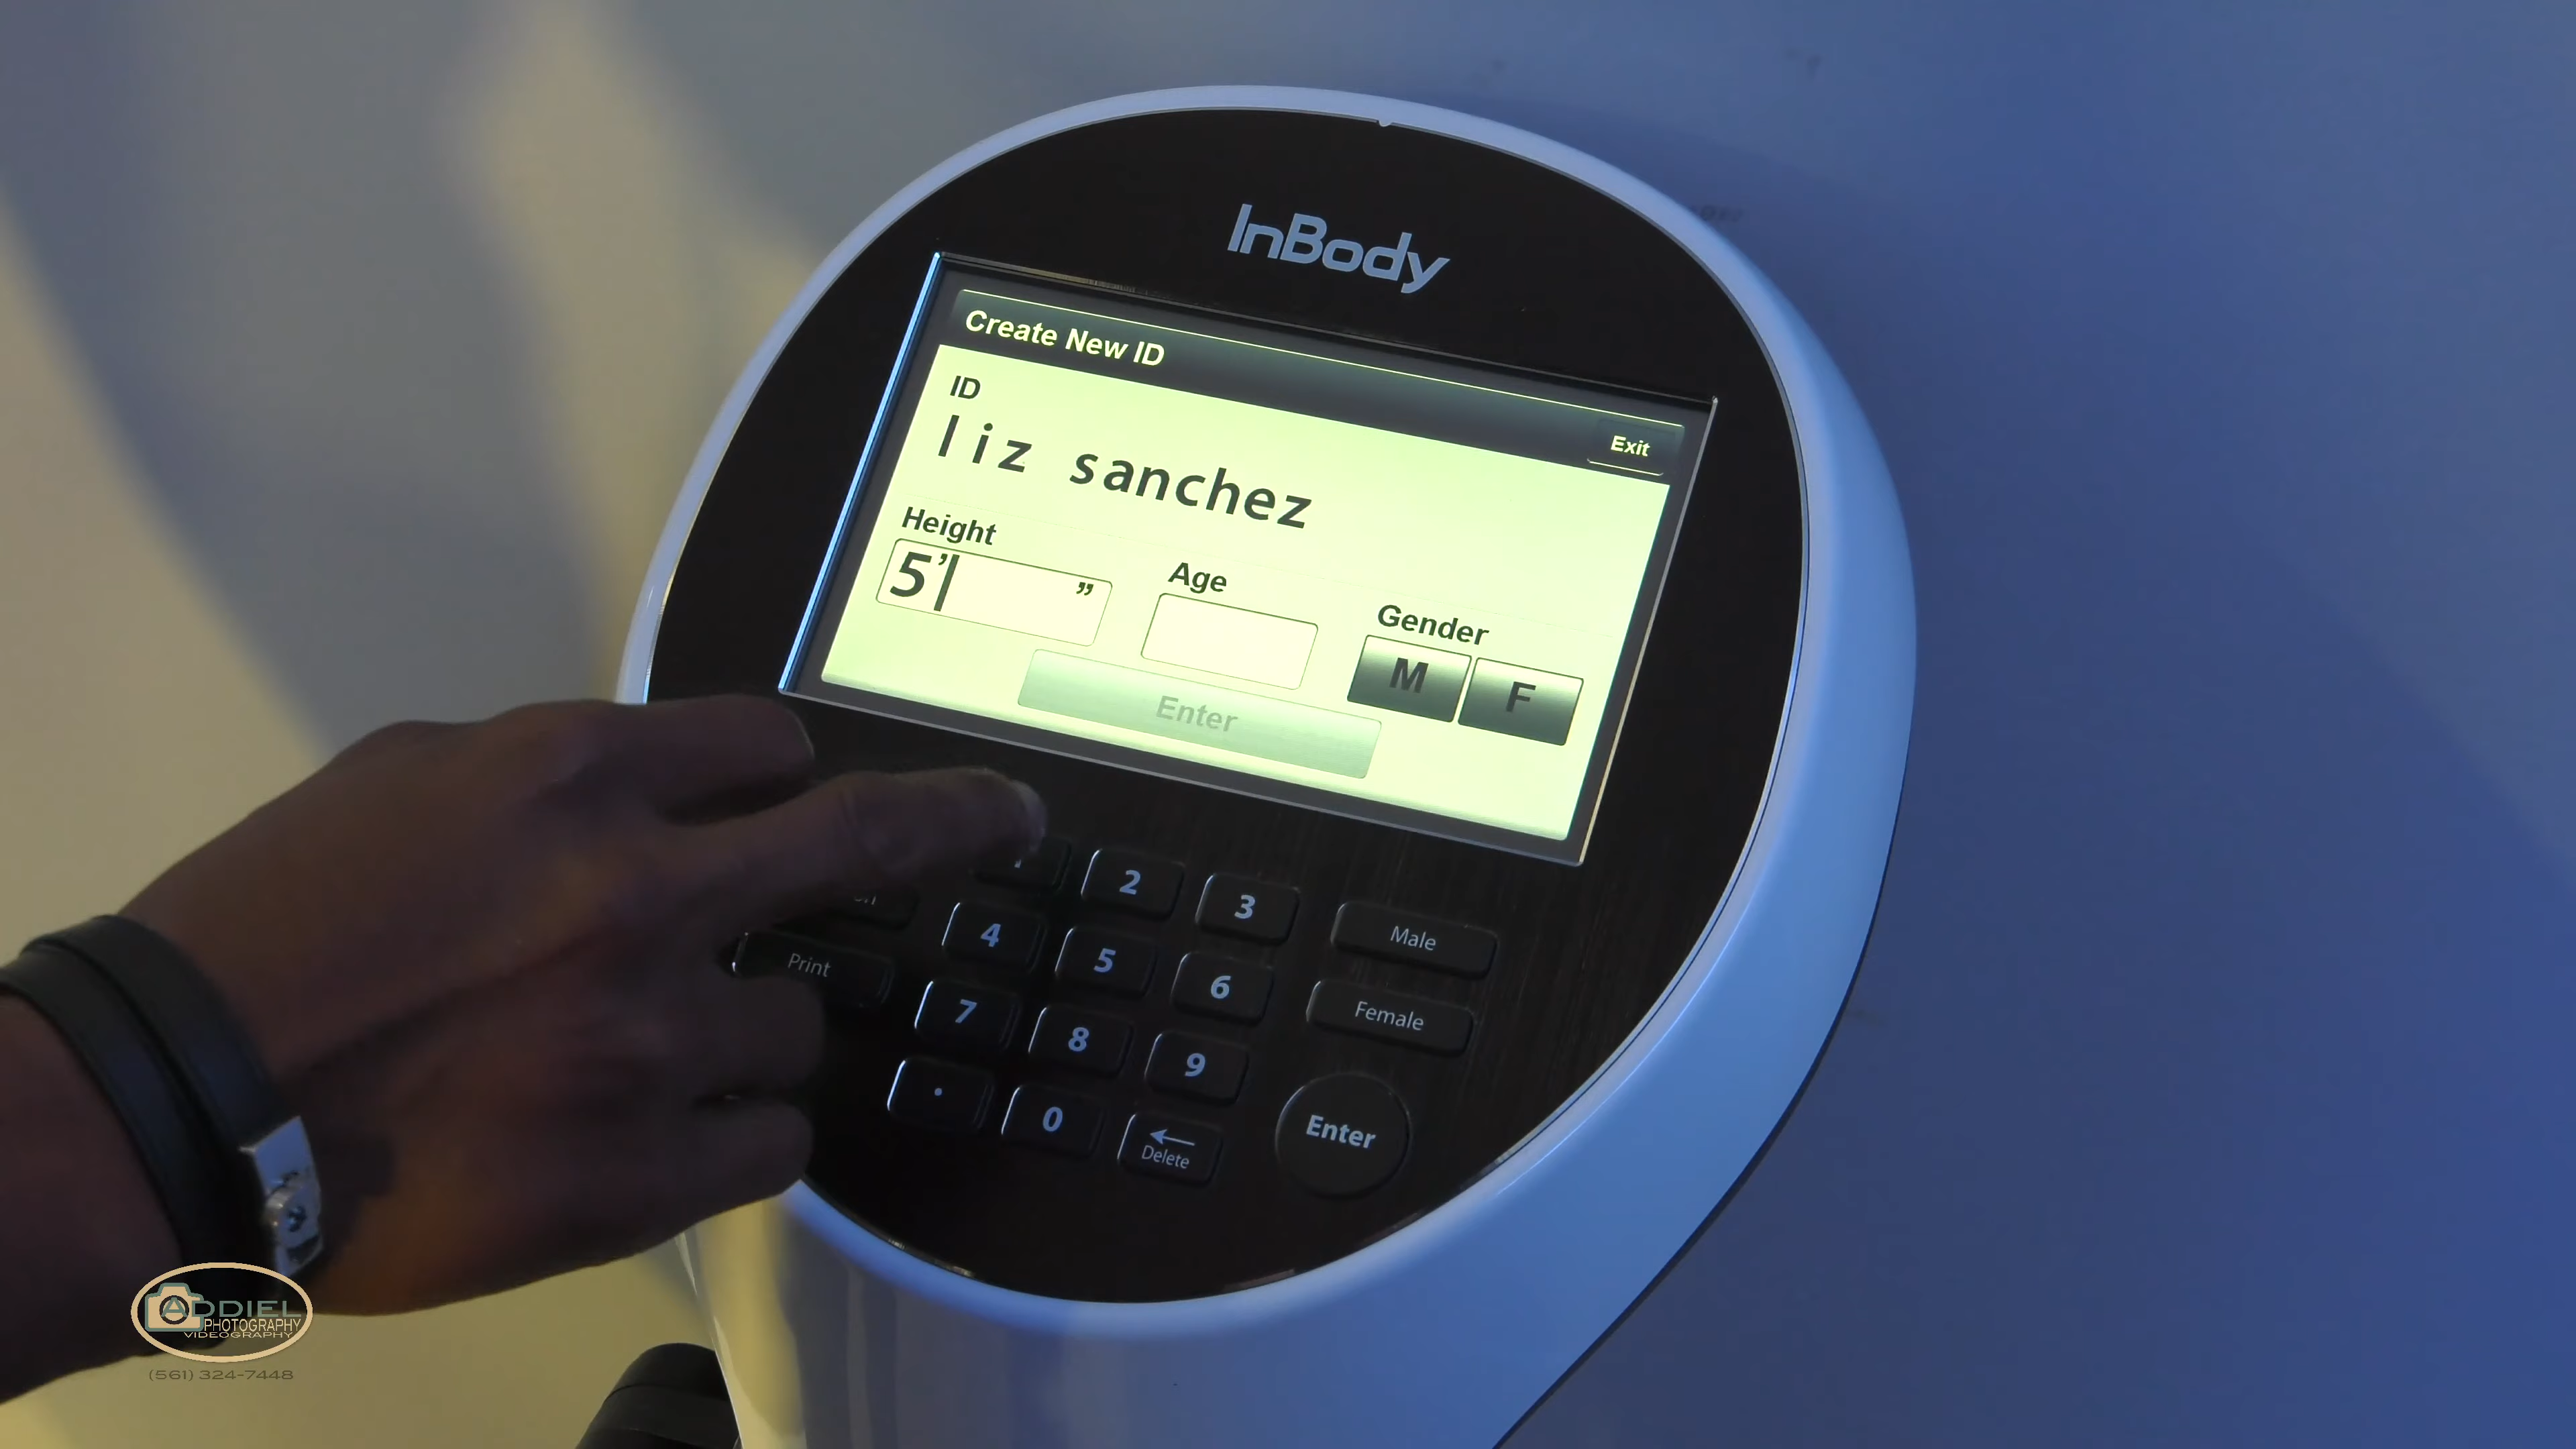 InBody
Create New ID
Exit
ID
liz sanchez
Height
5' "
Age
Gender
M F
Enter
1 2 3
Male
Print
4 5 6
Female
7 8 9
. 0
Delete
Enter
ADDIEL
PHOTOGRAPHY
VIDEOGRAPHY
(561) 324-7448